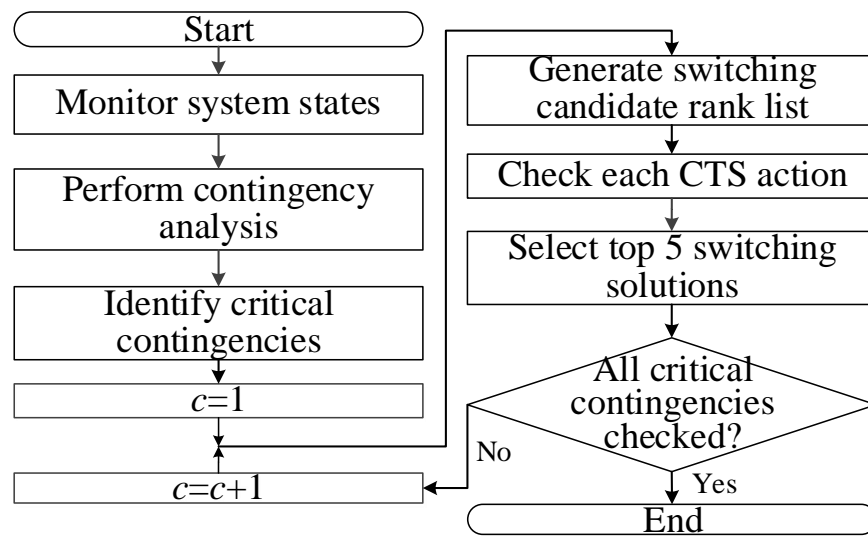 Start
Monitor system states
Perform contingency
analysis
Identify critical
contingencies
c=1
c=c+1
Generate switching
candidate rank list
Check each CTS action
Select top 5 switching
solutions
All critical
contingencies
checked?
No
Yes
End